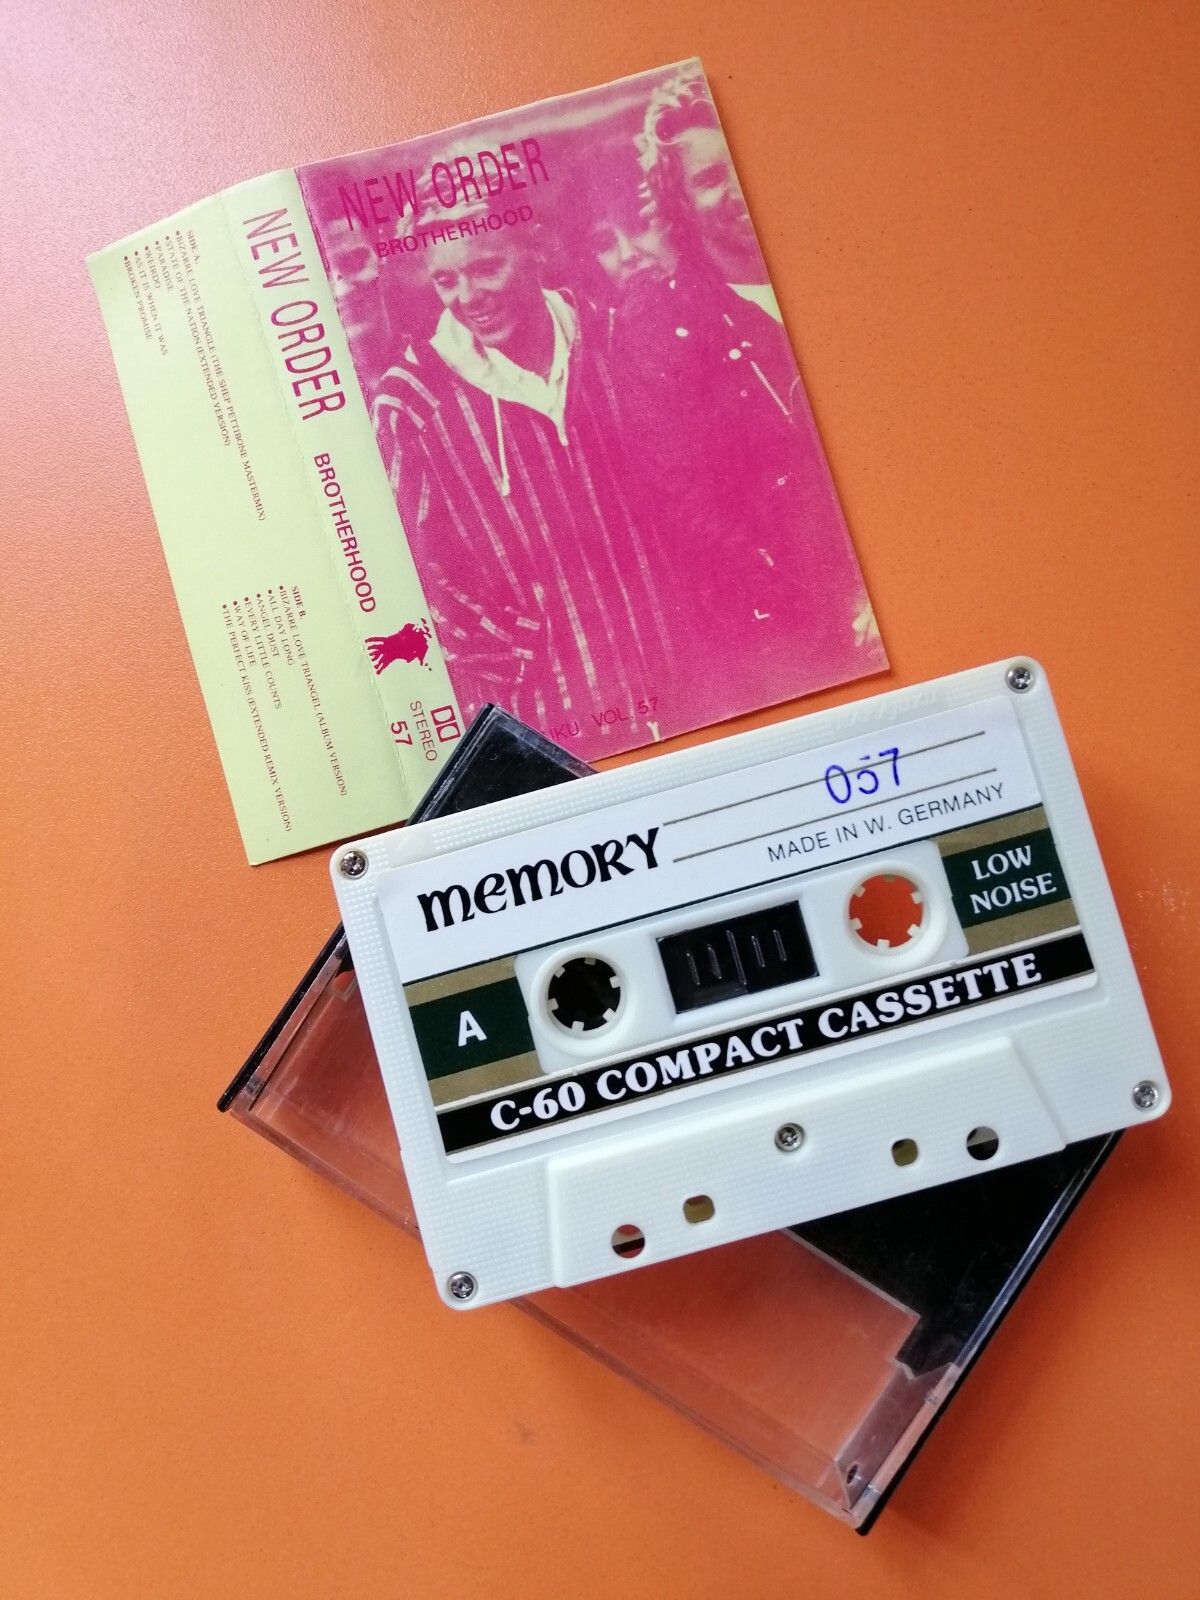 NEW ORDER
BROTHERHOOD
IKU VOL. 57
NEW ORDER BROTHERHOOD
STEREO
57
SIDE A.
•BIZARRE LOVE TRIANGLE (THE SHEP PETTIBONE MASTERMIX)
•STATE OF THE NATION (EXTENDED VERSION)
•PARADISE
•WEIRDO
•AS IT IS WHEN IT WAS
•BROKEN PROMISE
SIDE B.
•BIZARRE LOVE TRIANGEL (ALBUM VERSION)
•ALL DAY LONG
•ANGEL DUST
•EVERY LITTLE COUNTS
•WAY OF LIFE
•THE PERFECT KISS (EXTENDED REMIX VERSION)
057
MEMORY
MADE IN W. GERMANY
LOW
NOISE
A
C-60 COMPACT CASSETTE